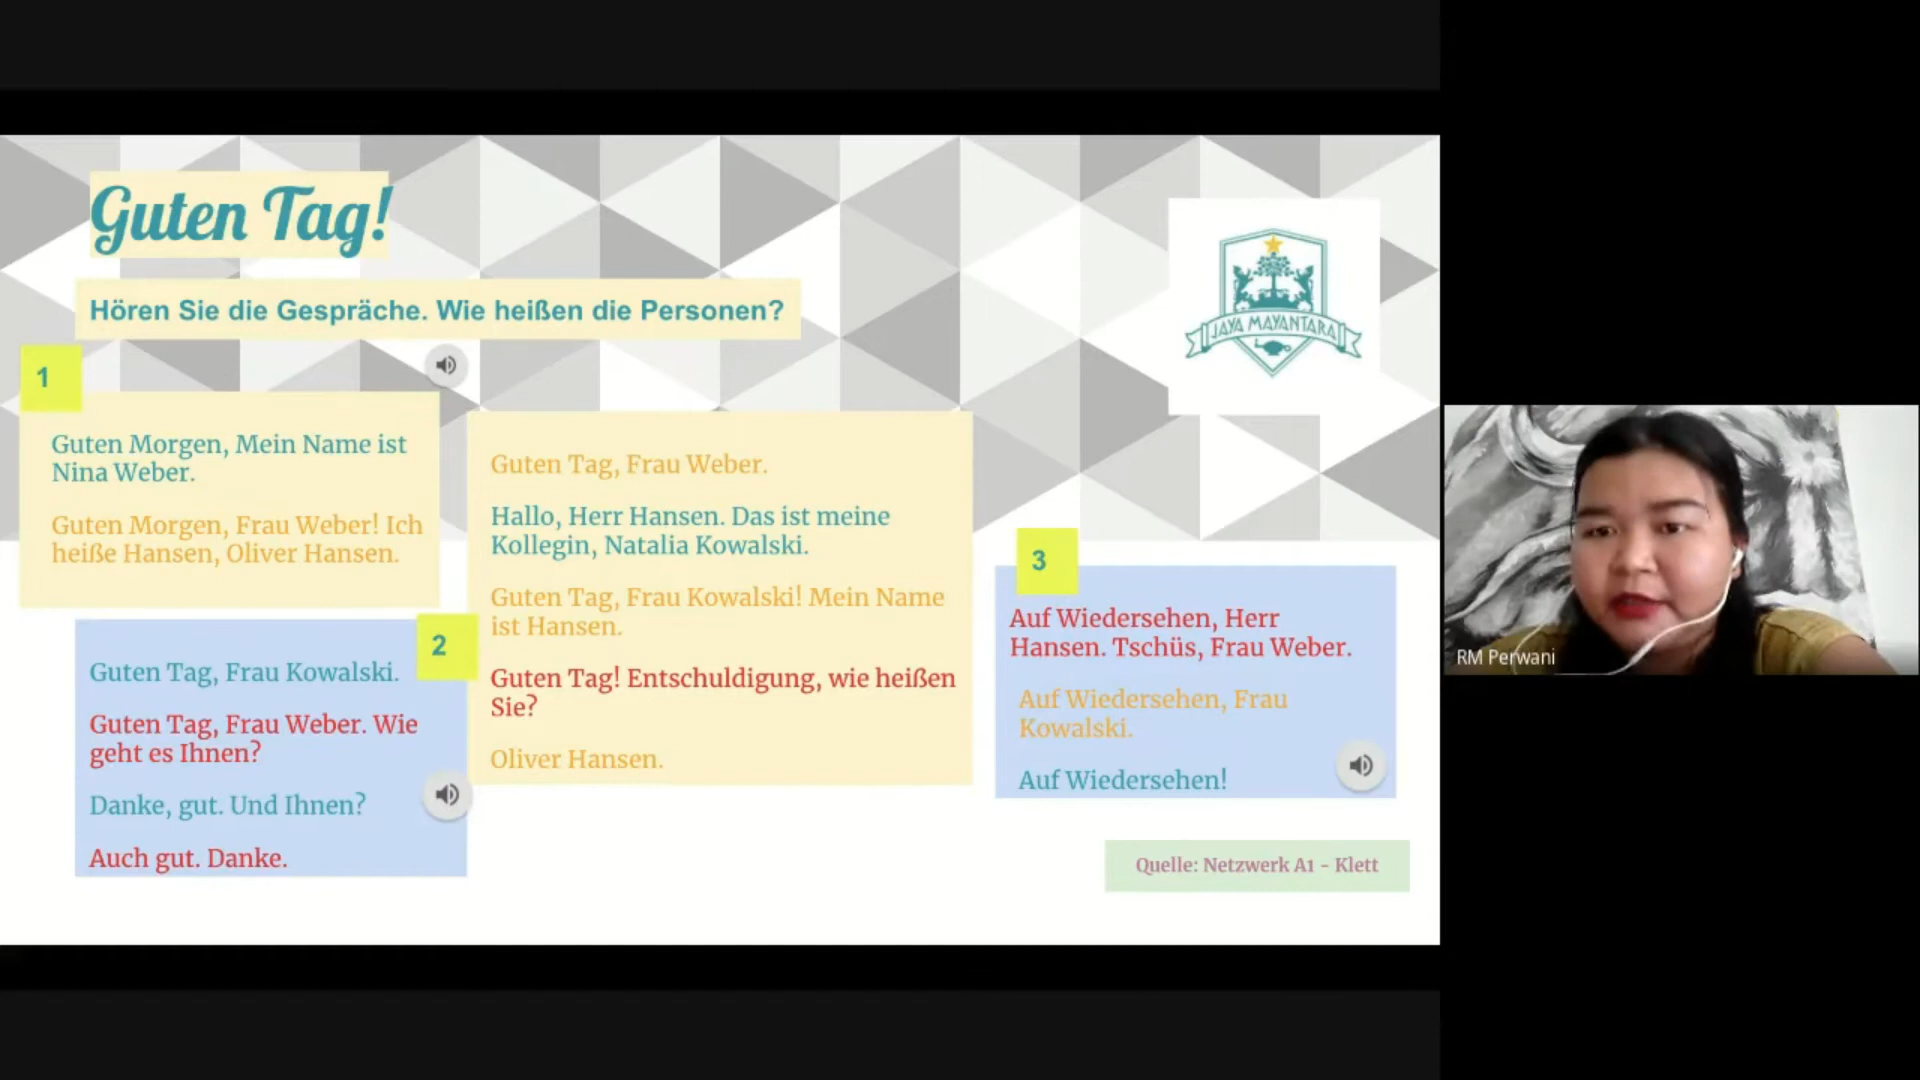 Guten Tag!
Hören Sie die Gespräche. Wie heißen die Personen?
JAYA MAYANTARA
1
Guten Morgen, Mein Name ist
Nina Weber.
Guten Morgen, Frau Weber! Ich
heiße Hansen, Oliver Hansen.
2
Guten Tag, Frau Kowalski.
Guten Tag, Frau Weber. Wie
geht es Ihnen?
Danke, gut. Und Ihnen?
Auch gut. Danke.
Guten Tag, Frau Weber.
Hallo, Herr Hansen. Das ist meine
Kollegin, Natalia Kowalski.
Guten Tag, Frau Kowalski! Mein Name
ist Hansen.
Guten Tag! Entschuldigung, wie heißen
Sie?
Oliver Hansen.
3
Auf Wiedersehen, Herr
Hansen. Tschüs, Frau Weber.
Auf Wiedersehen, Frau
Kowalski.
Auf Wiedersehen!
Quelle: Netzwerk A1 - Klett
RM Perwani